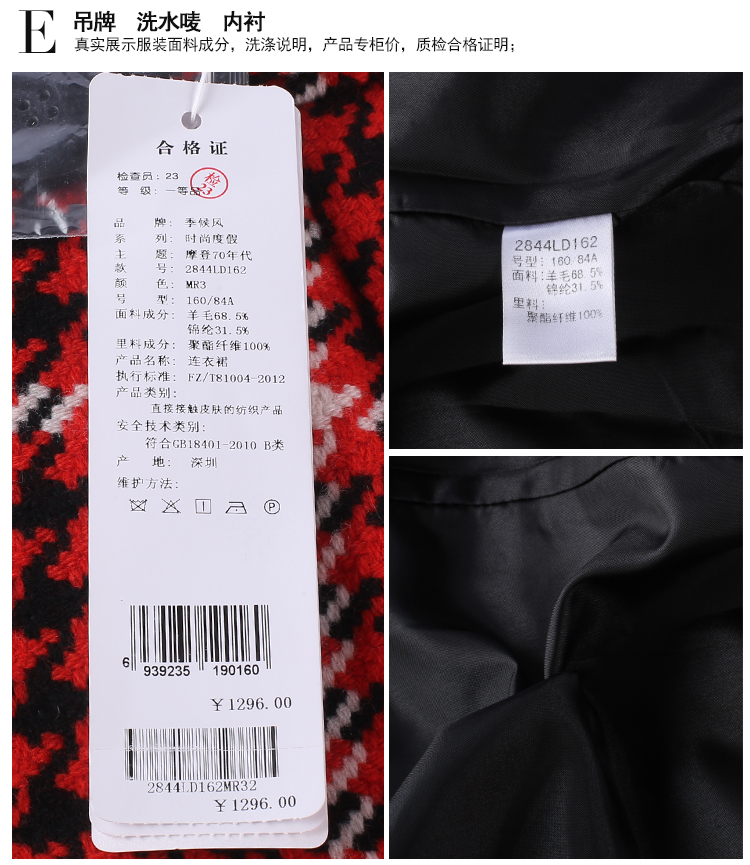 E
吊牌 洗水唛 内衬
真实展示服装面料成分，洗涤说明，产品专柜价，质检合格证明；
合格证
检查员：23
等 级：一等品
检
23
品 牌：季候风
系 列：时尚度假
主 题：摩登70年代
款 号：2844LD162
颜 色：MR3
号 型：160/84A
面料成分：羊毛68.5%
锦纶31.5%
里料成分：聚酯纤维100%
产品名称：连衣裙
执行标准：FZ/T81004-2012
产品类别：
直接接触皮肤的纺织产品
安全技术类别：
符合GB18401-2010 B类
产 地：深圳
维护方法：
P
6 939235 190160
￥1296.00
2844LD162MR32
￥1296.00
2844LD162
号型：160/84A
面料：羊毛68.5%
锦纶31.5%
里料：
聚酯纤维100%